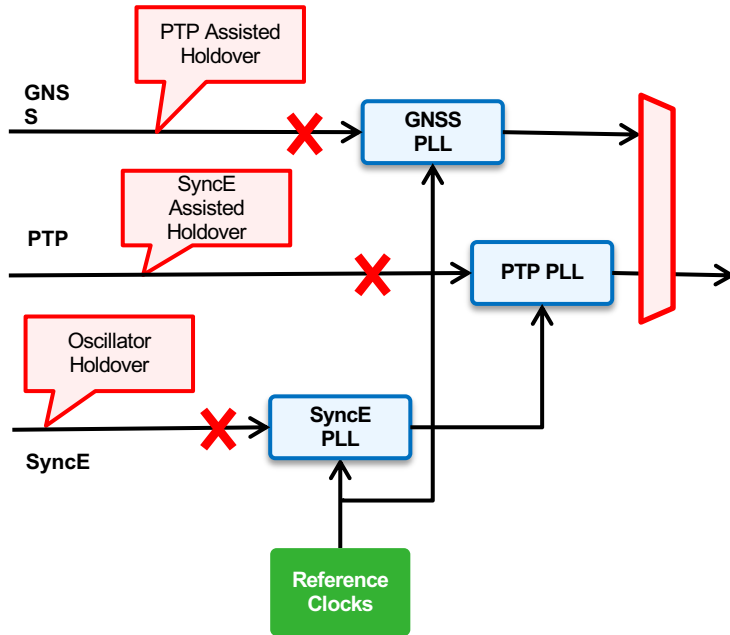 PTP Assisted
Holdover
GNS
S
GNSS
PLL
SyncE
Assisted
Holdover
PTP
PTP PLL
Oscillator
Holdover
SyncE
PLL
SyncE
Reference
Clocks